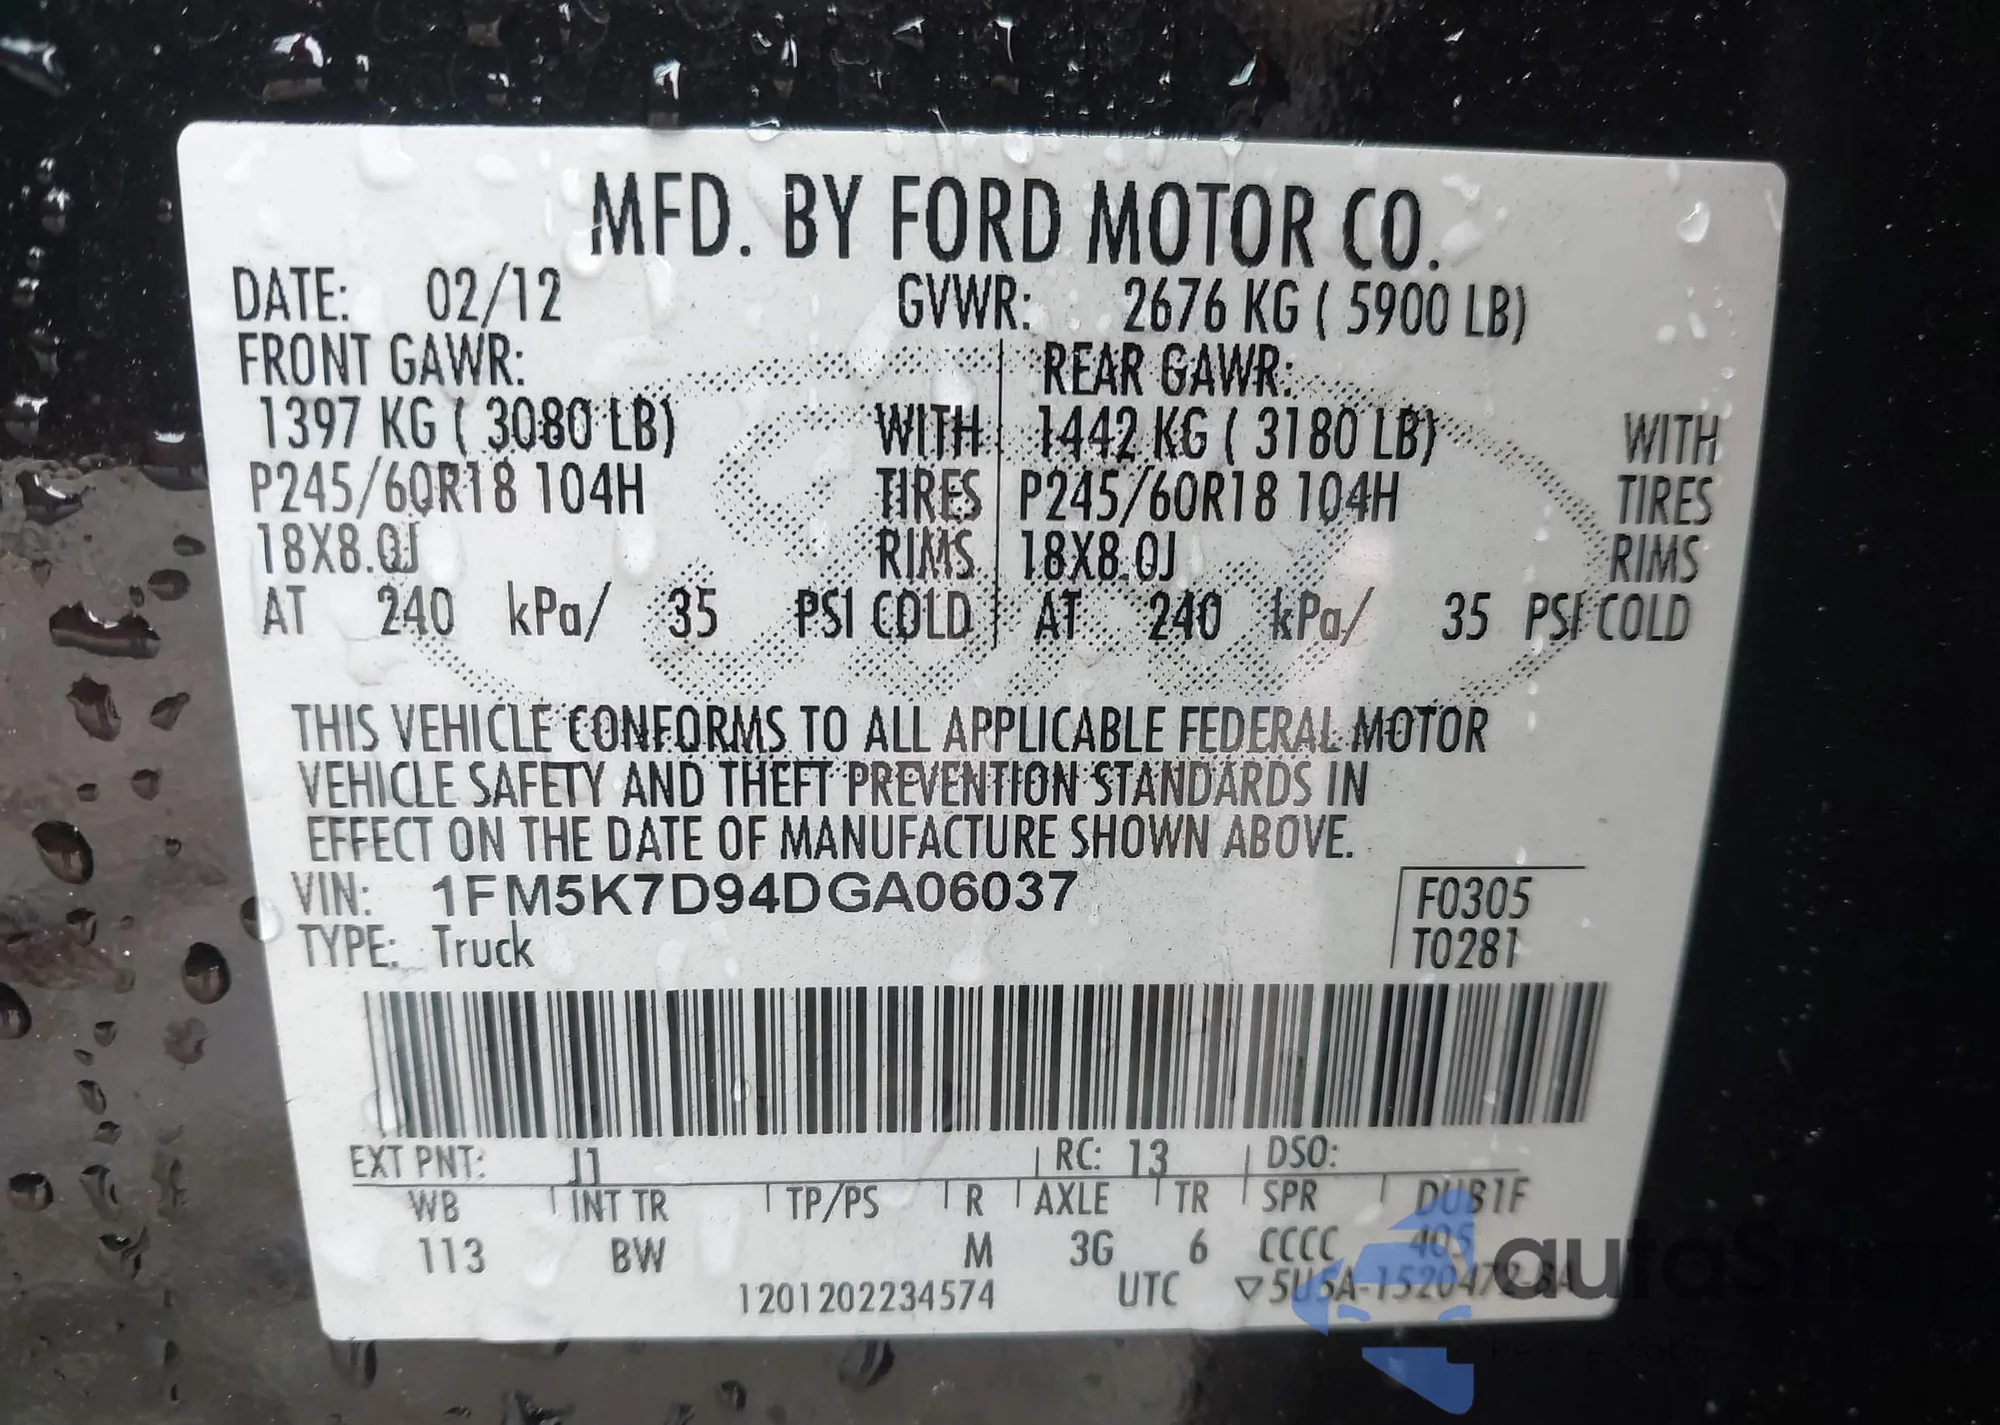 MFD. BY FORD MOTOR CO.
DATE: 02/12 GVWR: 2676 KG ( 5900 LB)
FRONT GAWR: REAR GAWR:
1397 KG ( 3080 LB) WITH 1442 KG ( 3180 LB) WITH
P245/60R18 104H TIRES P245/60R18 104H TIRES
18X8.0J RIMS 18X8.0J RIMS
AT 240 kPa/ 35 PSI COLD AT 240 kPa/ 35 PSI COLD
THIS VEHICLE CONFORMS TO ALL APPLICABLE FEDERAL MOTOR
VEHICLE SAFETY AND THEFT PREVENTION STANDARDS IN
EFFECT ON THE DATE OF MANUFACTURE SHOWN ABOVE.
VIN: 1FM5K7D94DGA06037 F0305
TYPE: Truck T0281
EXT PNT: J1 RC: 13 DSO:
WB INT TR TP/PS R AXLE TR SPR DUB1F
113 BW M 3G 6 CCCC 405
1201202234574 UTC
autoSnap